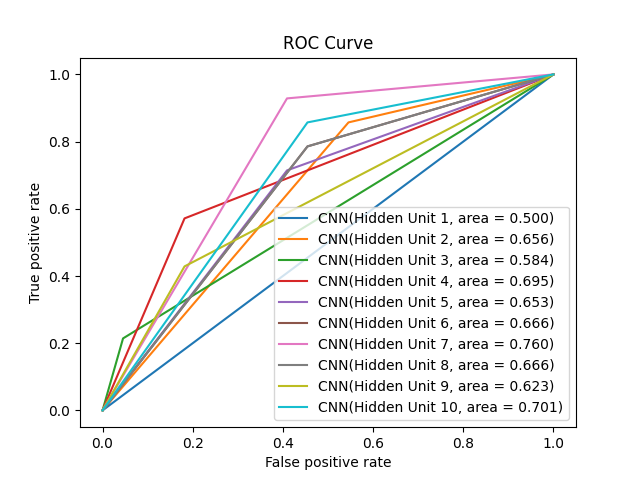 ROC Curve
1.0
0.8
0.6
0.4
0.2
0.0
True positive rate
CNN(Hidden Unit 1, area = 0.500)
CNN(Hidden Unit 2, area = 0.656)
CNN(Hidden Unit 3, area = 0.584)
CNN(Hidden Unit 4, area = 0.695)
CNN(Hidden Unit 5, area = 0.653)
CNN(Hidden Unit 6, area = 0.666)
CNN(Hidden Unit 7, area = 0.760)
CNN(Hidden Unit 8, area = 0.666)
CNN(Hidden Unit 9, area = 0.623)
CNN(Hidden Unit 10, area = 0.701)
0.0 0.2 0.4 0.6 0.8 1.0
False positive rate